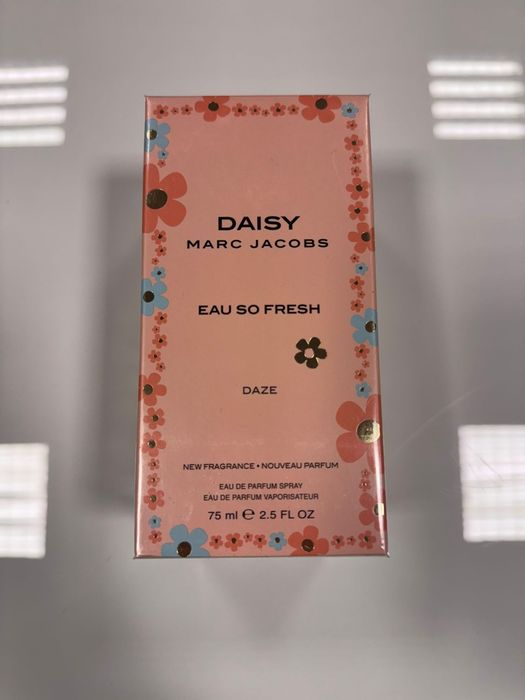 DAISY
MARC JACOBS
EAU SO FRESH
DAZE
NEW FRAGRANCE • NOUVEAU PARFUM
EAU DE PARFUM SPRAY
EAU DE PARFUM VAPORISATEUR
75 ml ℮ 2.5 FL OZ